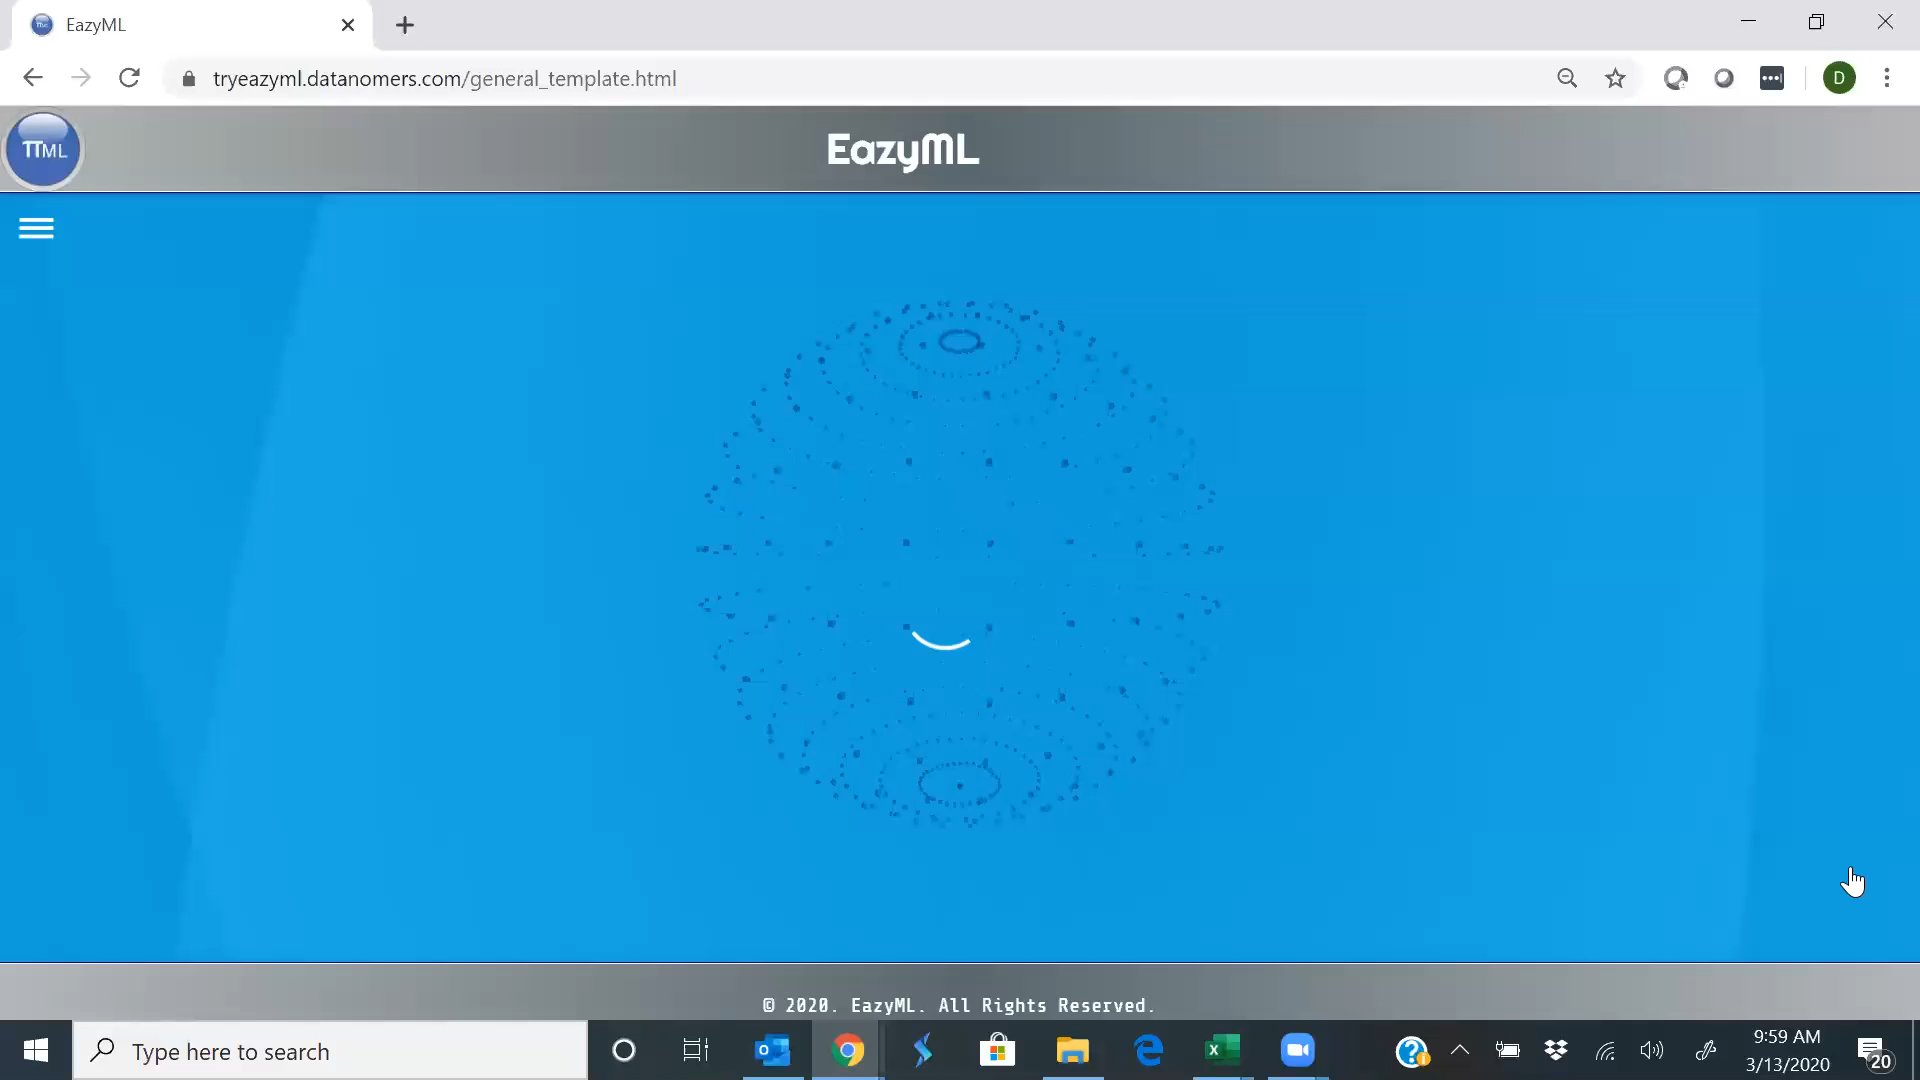 EazyML
tryeazyml.datanomers.com/general_template.html
D
πML
EazyML
© 2020. EazyML. All Rights Reserved.
Type here to search
9:59 AM
3/13/2020
20